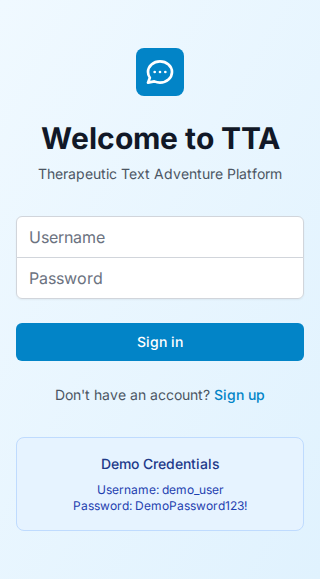 Welcome to TTA
Therapeutic Text Adventure Platform
Username
Password
Sign in
Don't have an account? Sign up
Demo Credentials
Username: demo_user
Password: DemoPassword123!